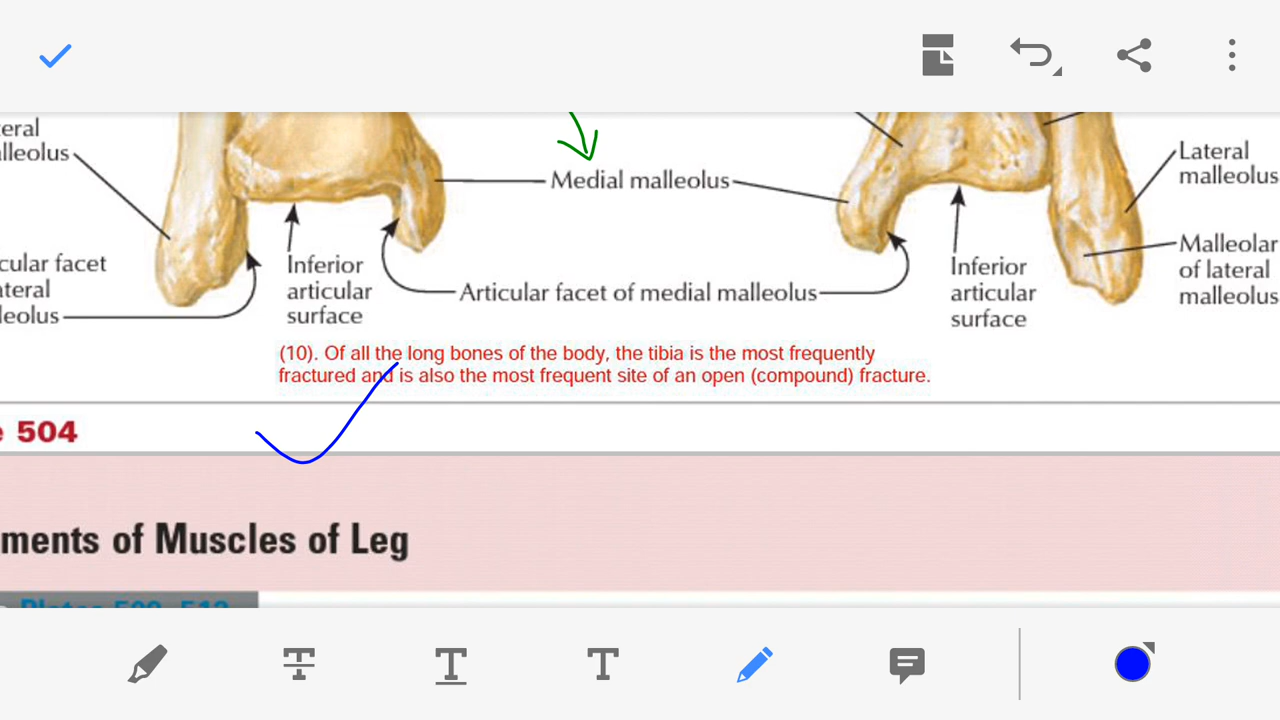 eral
lleolus
Medial malleolus
Lateral
malleolus
cular facet
ateral
leolus
Inferior
articular
surface
Articular facet of medial malleolus
Inferior
articular
surface
Malleolar
of lateral
malleolus
(10). Of all the long bones of the body, the tibia is the most frequently
fractured and is also the most frequent site of an open (compound) fracture.
e 504
ments of Muscles of Leg
Plates 509, 512